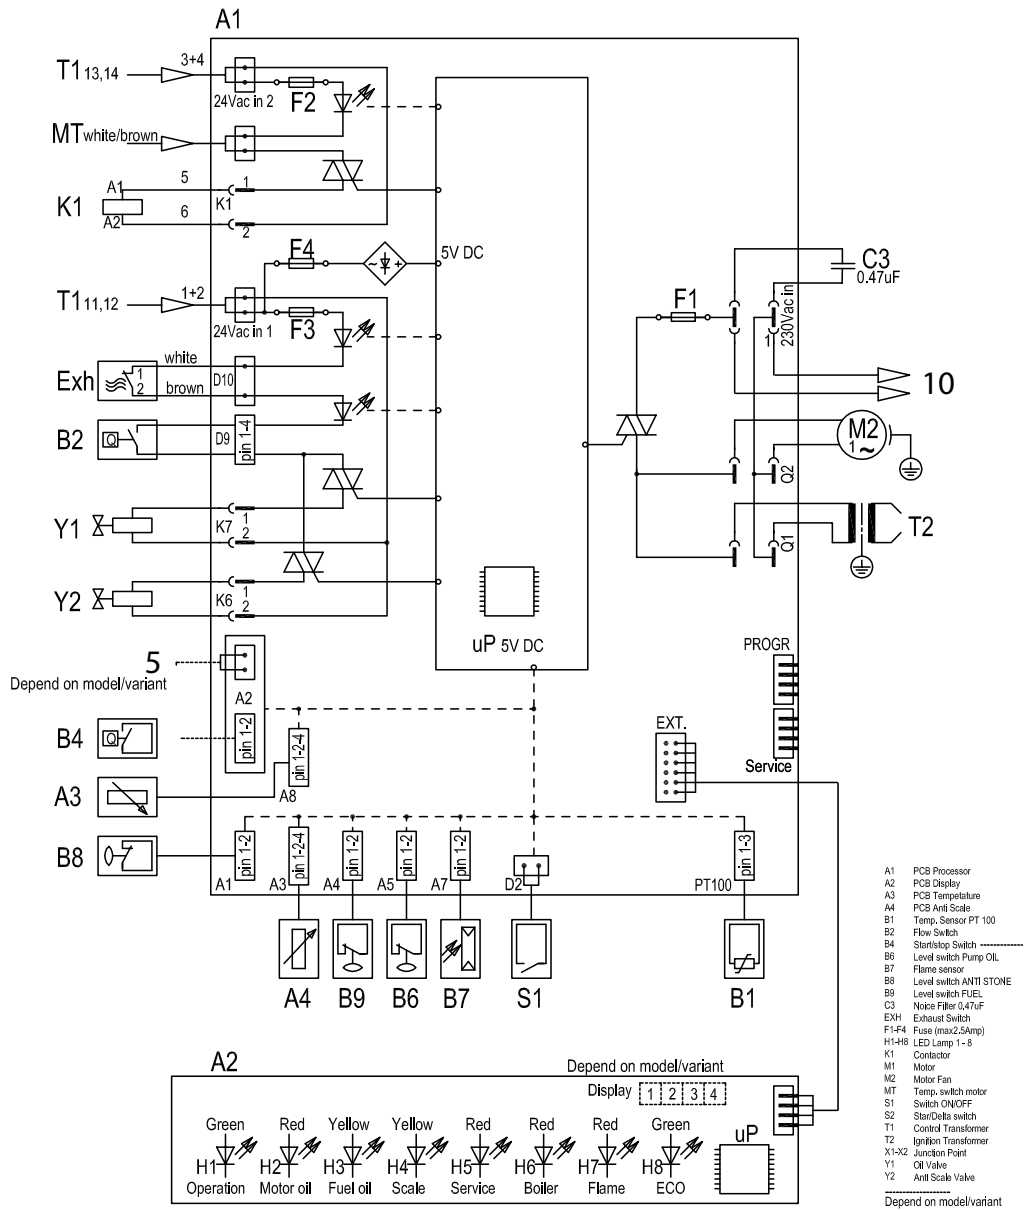 A1
T1 13,14
3+4
24Vac in 2
F2
MT white/brown
K1
A1
A2
5
6
K1
1
2
F4
5V DC
T1 11,12
1+2
24Vac in 1
F3
F1
230Vac in
1
C3
0.47uF
10
Exh
1
2
white
brown
D10
B2
Q
D9
pin 1-4
M2
1~
Q2
Y1
K7
1
2
Q1
T2
Y2
K6
1
2
uP 5V DC
5
Depend on model/variant
A2
pin 1-2
B4
Q
pin 1-2-4
A8
A3
B8
PROGR
EXT.
Service
pin 1-2
A1
pin 1-2-4
A3
pin 1-2
A4
pin 1-2
A5
pin 1-2
A7
D2
pin 1-3
PT100
A4
B9
B6
B7
S1
B1
A1 PCB Processor
A2 PCB Display
A3 PCB Tempetature
A4 PCB Anti Scale
B1 Temp. Sensor PT 100
B2 Flow Switch
B4 Start/stop Switch ------------
B6 Level switch Pump OIL
B7 Flame sensor
B8 Level switch ANTI STONE
B9 Level switch FUEL
C3 Noice Filter 0,47uF
EXH Exhaust Switch
F1-F4 Fuse (max2.5Amp)
H1-H8 LED Lamp 1 - 8
K1 Contactor
M1 Motor
M2 Motor Fan
MT Temp. switch motor
S1 Switch ON/OFF
S2 Star/Delta switch
T1 Control Transformer
T2 Ignition Transformer
X1-X2 Junction Point
Y1 Oil Valve
Y2 Anti Scale Valve
-------------------
Depend on model/variant
A2
Depend on model/variant
Display 1 2 3 4
Green Red Yellow Yellow Red Red Red Green
uP
H1 H2 H3 H4 H5 H6 H7 H8
Operation Motor oil Fuel oil Scale Service Boiler Flame ECO